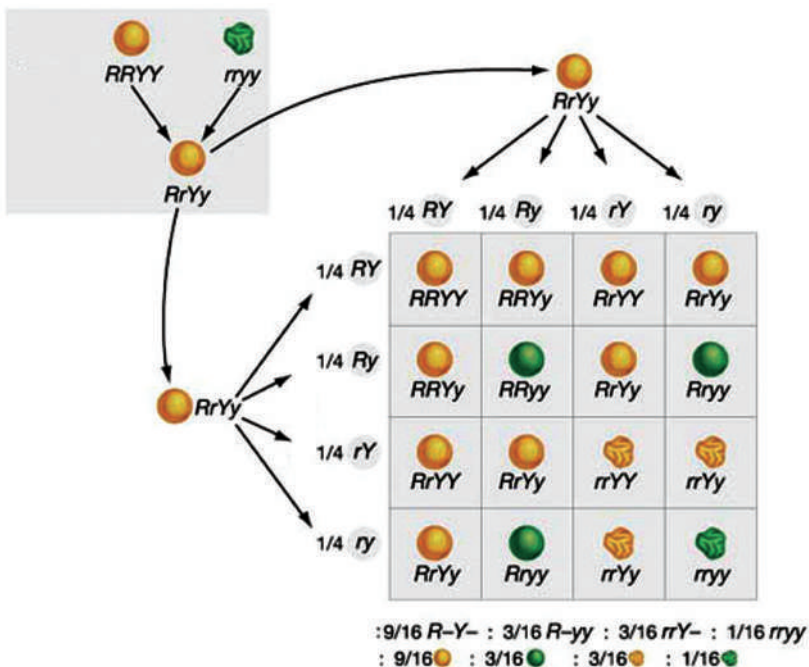 RRYY rryy
RrYy
RrYy
1/4 RY 1/4 Ry 1/4 rY 1/4 ry
1/4 RY
RRYY RRYy RrYY RrYy
1/4 Ry
RRYy RRyy RrYy Rryy
RrYy
1/4 rY
RrYY RrYy rrYY rrYy
1/4 ry
RrYy Rryy rrYy rryy
:9/16 R–Y– : 3/16 R–yy : 3/16 rrY– : 1/16 rryy
: 9/16 : 3/16 : 3/16 : 1/16